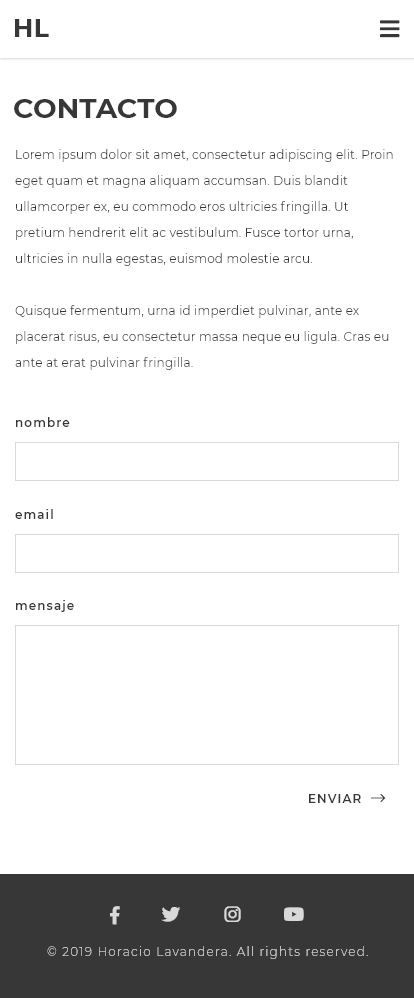 HL
CONTACTO
Lorem ipsum dolor sit amet, consectetur adipiscing elit. Proin
eget quam et magna aliquam accumsan. Duis blandit
ullamcorper ex, eu commodo eros ultricies fringilla. Ut
pretium hendrerit elit ac vestibulum. Fusce tortor urna,
ultricies in nulla egestas, euismod molestie arcu.
Quisque fermentum, urna id imperdiet pulvinar, ante ex
placerat risus, eu consectetur massa neque eu ligula. Cras eu
ante at erat pulvinar fringilla.
nombre
email
mensaje
ENVIAR
© 2019 Horacio Lavandera. All rights reserved.